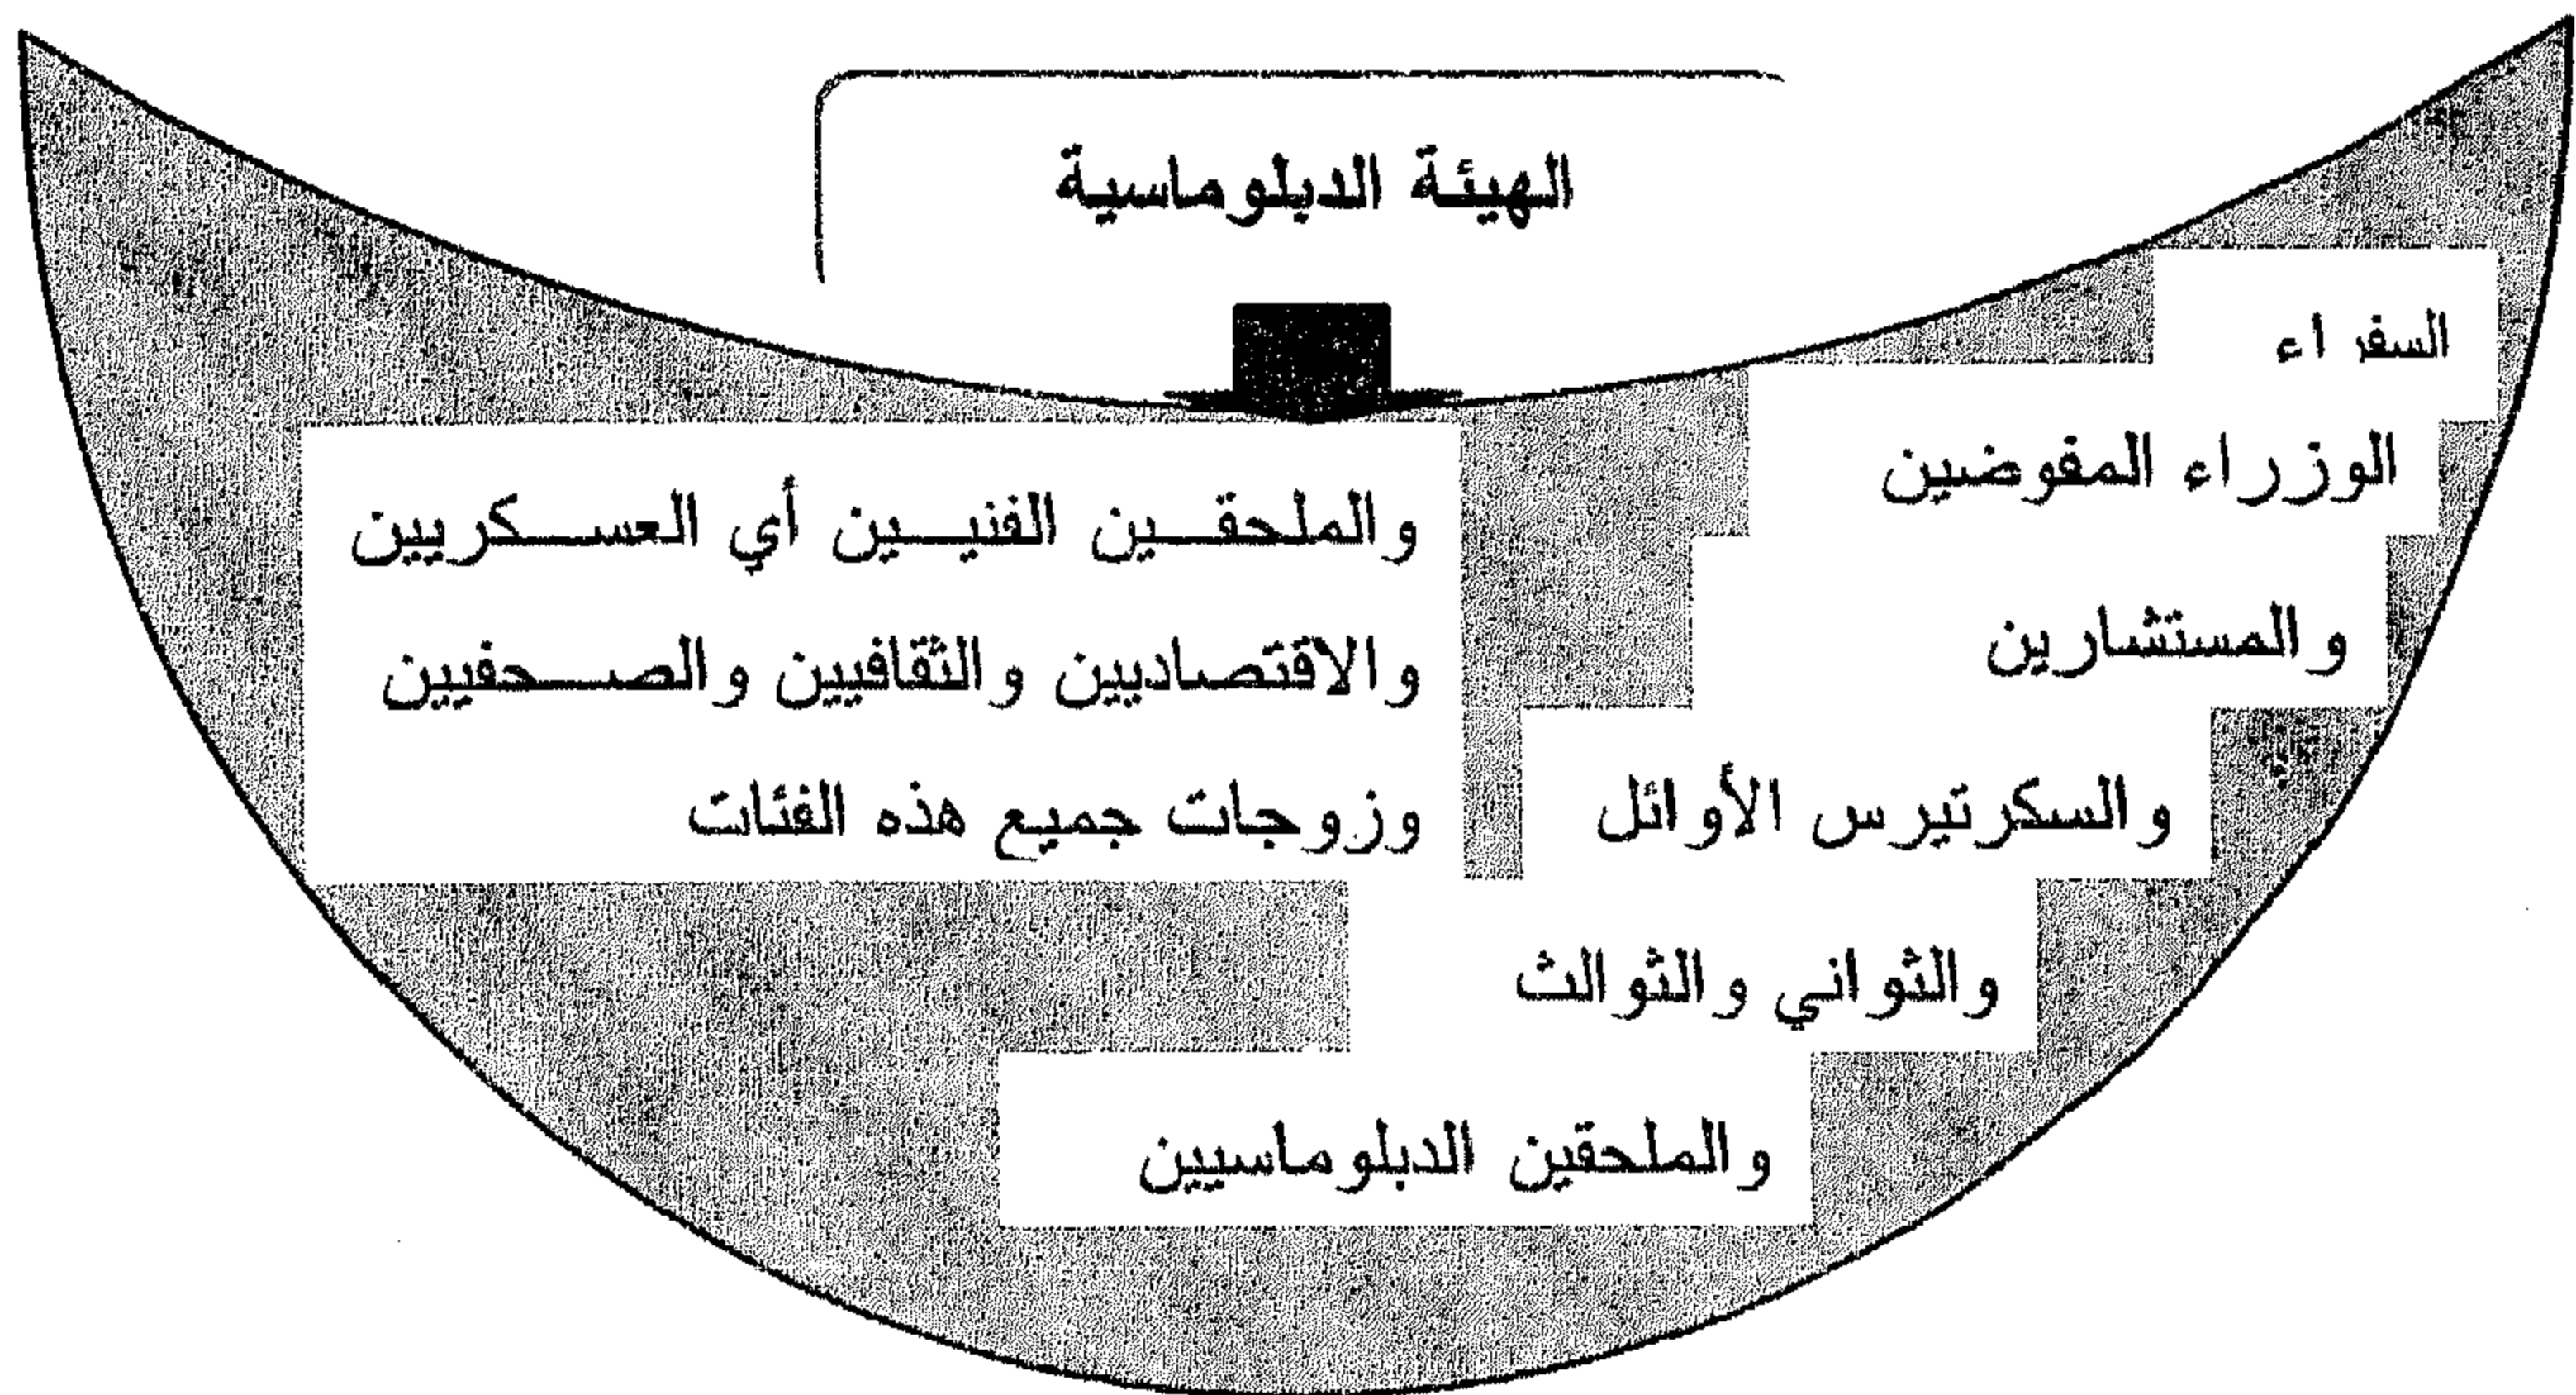 الهيئة الدبلوماسية
السفراء
الوزراء المفوضين
والمستشارين
والسكرتيرس الأوائل
والثواني والثوالث
والملحقين الدبلوماسيين
والملحقين الفنيين أي العسكريين
والاقتصاديين والثقافيين والصحفيين
وزوجات جميع هذه الفئات